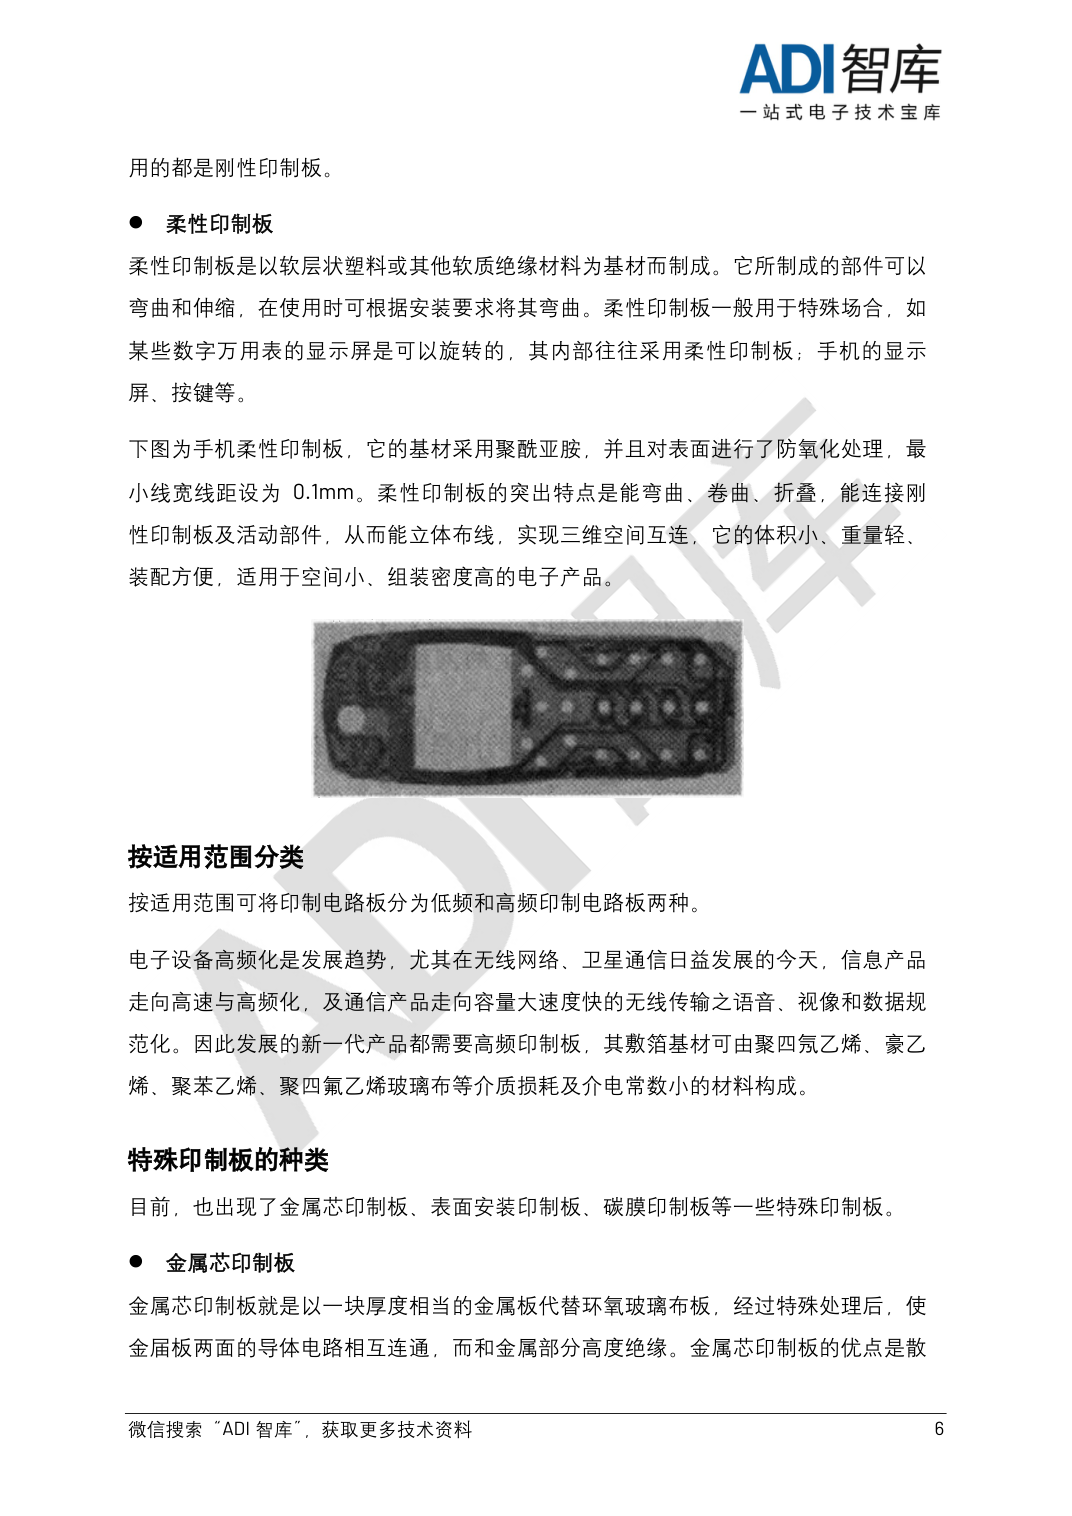 ADI智库
一站式电子技术宝库
用的都是刚性印制板。
● 柔性印制板
柔性印制板是以软层状塑料或其他软质绝缘材料为基材而制成。它所制成的部件可以
弯曲和伸缩，在使用时可根据安装要求将其弯曲。柔性印制板一般用于特殊场合，如
某些数字万用表的显示屏是可以旋转的，其内部往往采用柔性印制板；手机的显示
屏、按键等。
下图为手机柔性印制板，它的基材采用聚酰亚胺，并且对表面进行了防氧化处理，最
小线宽线距设为 0.1mm。柔性印制板的突出特点是能弯曲、卷曲、折叠，能连接刚
性印制板及活动部件，从而能立体布线，实现三维空间互连，它的体积小、重量轻、
装配方便，适用于空间小、组装密度高的电子产品。
按适用范围分类
按适用范围可将印制电路板分为低频和高频印制电路板两种。
电子设备高频化是发展趋势，尤其在无线网络、卫星通信日益发展的今天，信息产品
走向高速与高频化，及通信产品走向容量大速度快的无线传输之语音、视像和数据规
范化。因此发展的新一代产品都需要高频印制板，其敷箔基材可由聚四氖乙烯、豪乙
烯、聚苯乙烯、聚四氟乙烯玻璃布等介质损耗及介电常数小的材料构成。
特殊印制板的种类
目前，也出现了金属芯印制板、表面安装印制板、碳膜印制板等一些特殊印制板。
● 金属芯印制板
金属芯印制板就是以一块厚度相当的金属板代替环氧玻璃布板，经过特殊处理后，使
金届板两面的导体电路相互连通，而和金属部分高度绝缘。金属芯印制板的优点是散
微信搜索“ADI 智库”，获取更多技术资料 6
ADI智库